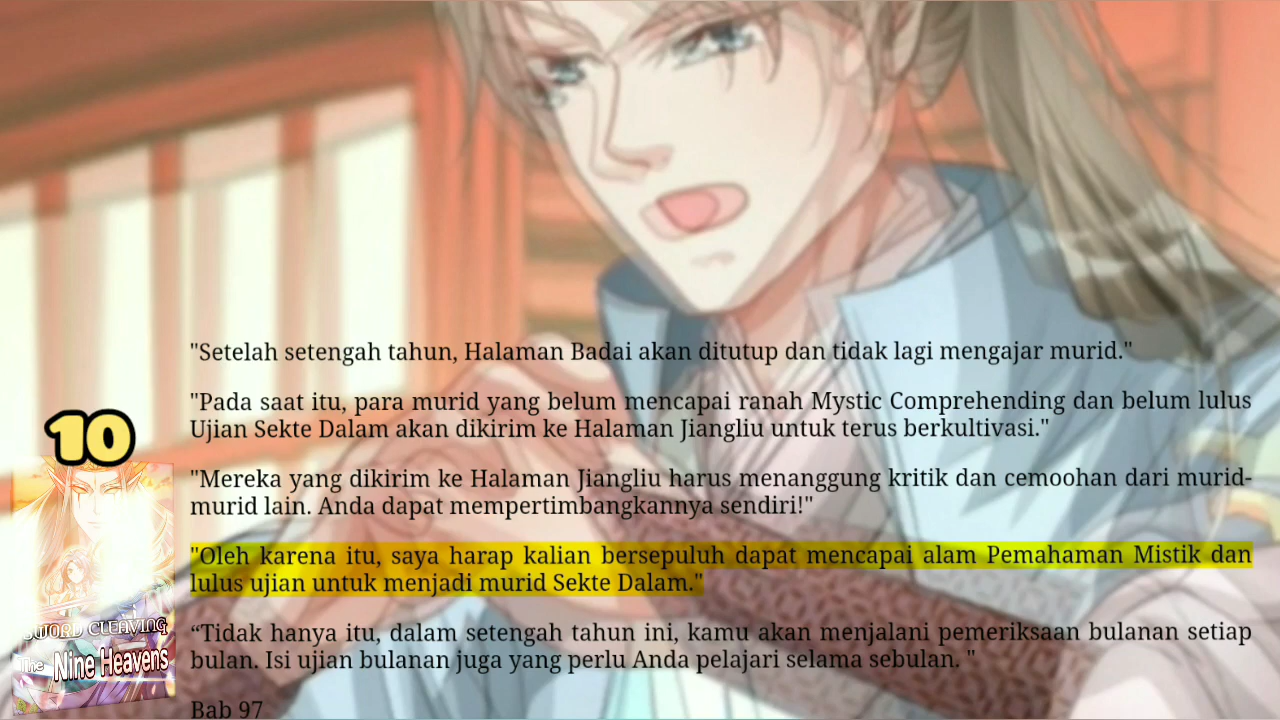 "Setelah setengah tahun, Halaman Badai akan ditutup dan tidak lagi mengajar murid."
"Pada saat itu, para murid yang belum mencapai ranah Mystic Comprehending dan belum lulus
Ujian Sekte Dalam akan dikirim ke Halaman Jiangliu untuk terus berkultivasi."
"Mereka yang dikirim ke Halaman Jiangliu harus menanggung kritik dan cemoohan dari murid-
murid lain. Anda dapat mempertimbangkannya sendiri!"
"Oleh karena itu, saya harap kalian bersepuluh dapat mencapai alam Pemahaman Mistik dan
lulus ujian untuk menjadi murid Sekte Dalam."
“Tidak hanya itu, dalam setengah tahun ini, kamu akan menjalani pemeriksaan bulanan setiap
bulan. Isi ujian bulanan juga yang perlu Anda pelajari selama sebulan. "
Bab 97
10
SWORD CLEAVING
The Nine Heavens